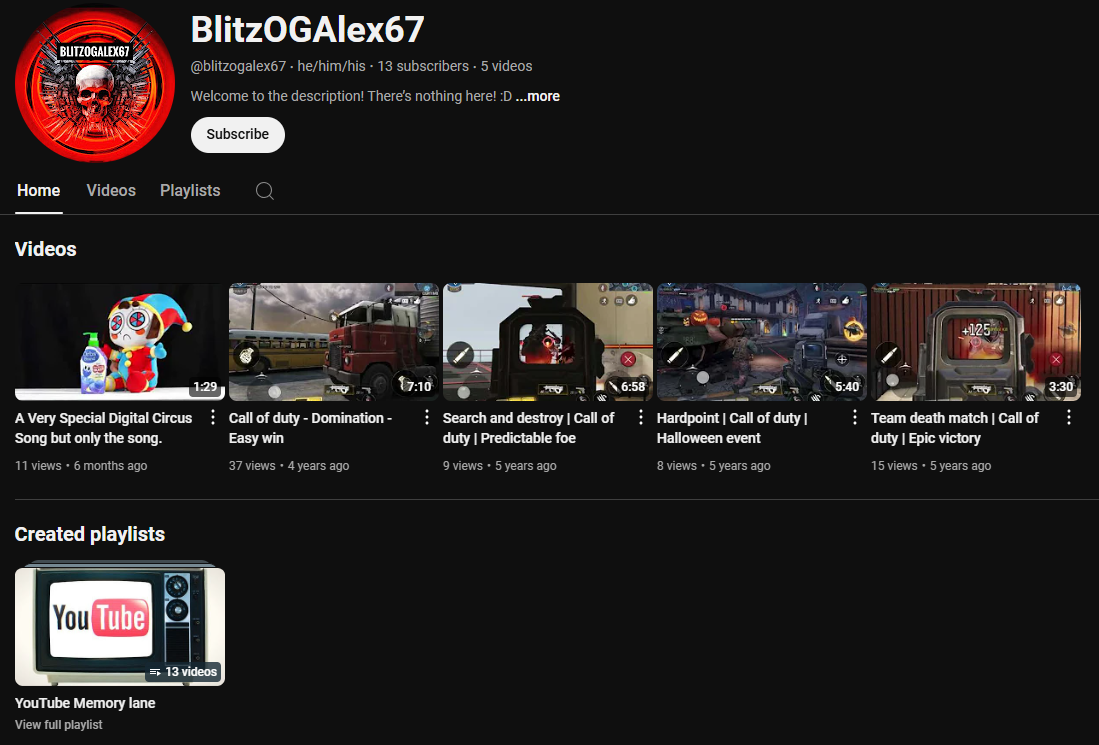 BLITZOGALEX67
BlitzOGAlex67
@blitzogalex67 · he/him/his · 13 subscribers · 5 videos
Welcome to the description! There’s nothing here! :D ...more
Subscribe
Home
Videos
Playlists
Videos
1:29
7:10
6:58
5:40
+125
3:30
A Very Special Digital Circus
Song but only the song.
11 views • 6 months ago
Call of duty - Domination -
Easy win
37 views • 4 years ago
Search and destroy | Call of
duty | Predictable foe
9 views • 5 years ago
Hardpoint | Call of duty |
Halloween event
8 views • 5 years ago
Team death match | Call of
duty | Epic victory
15 views • 5 years ago
Created playlists
You Tube
13 videos
YouTube Memory lane
View full playlist